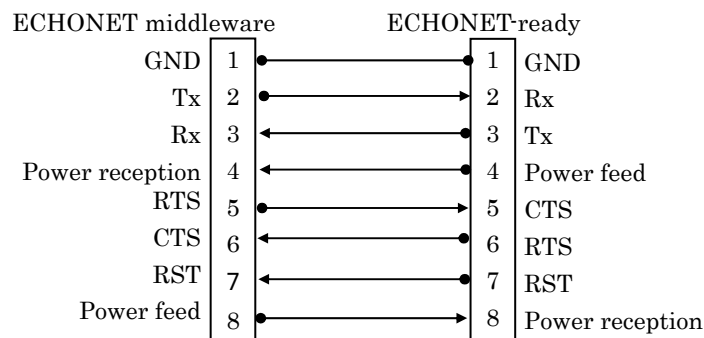 ECHONET middleware ECHONET-ready
GND 1 1 GND
Tx 2 2 Rx
Rx 3 3 Tx
Power reception 4 4 Power feed
RTS 5 5 CTS
CTS 6 6 RTS
RST 7 7 RST
Power feed 8 8 Power reception